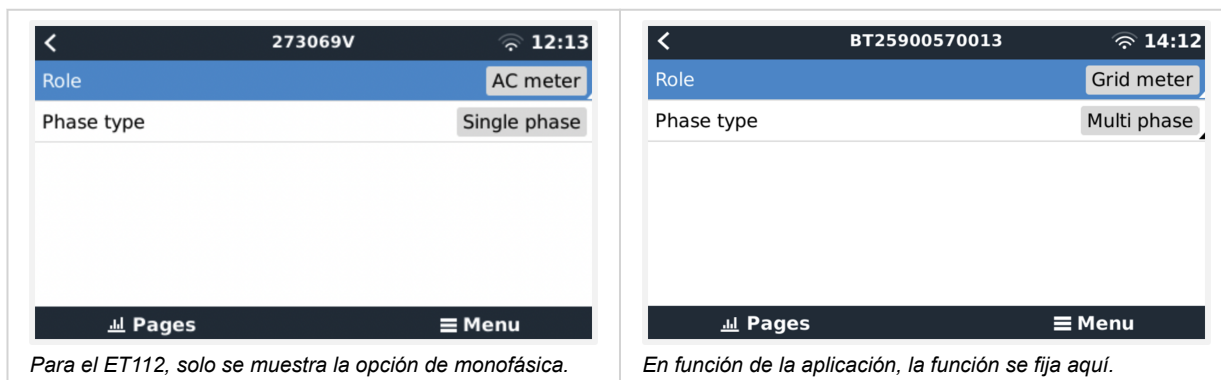 273069V 12:13
Role AC meter
Phase type Single phase
Pages Menu
Para el ET112, solo se muestra la opción de monofásica.
BT25900570013 14:12
Role Grid meter
Phase type Multi phase
Pages Menu
En función de la aplicación, la función se fija aquí.